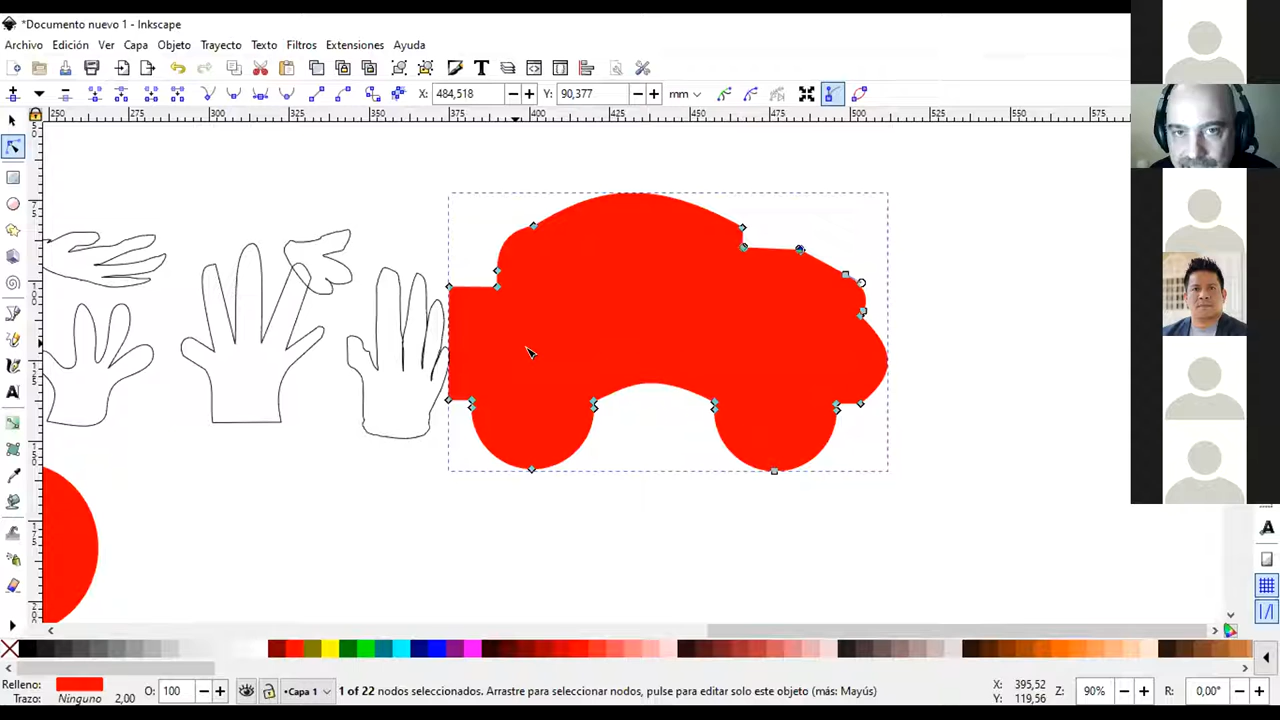 *Documento nuevo 1 - Inkscape
Archivo Edición Ver Capa Objeto Trayecto Texto Filtros Extensiones Ayuda
X: 484,518 Y: 90,377 mm
250 300 325 350 375 400 425 450 475 500 525 550 575
Relleno: O: 100 •Capa 1 1 of 22 nodos seleccionados. Arrastre para seleccionar nodos, pulse para editar solo este objeto (más: Mayús) X: 395,52 Z: 90% R: 0,00°
Trazo: Ninguno 2,00 Y: 119,56